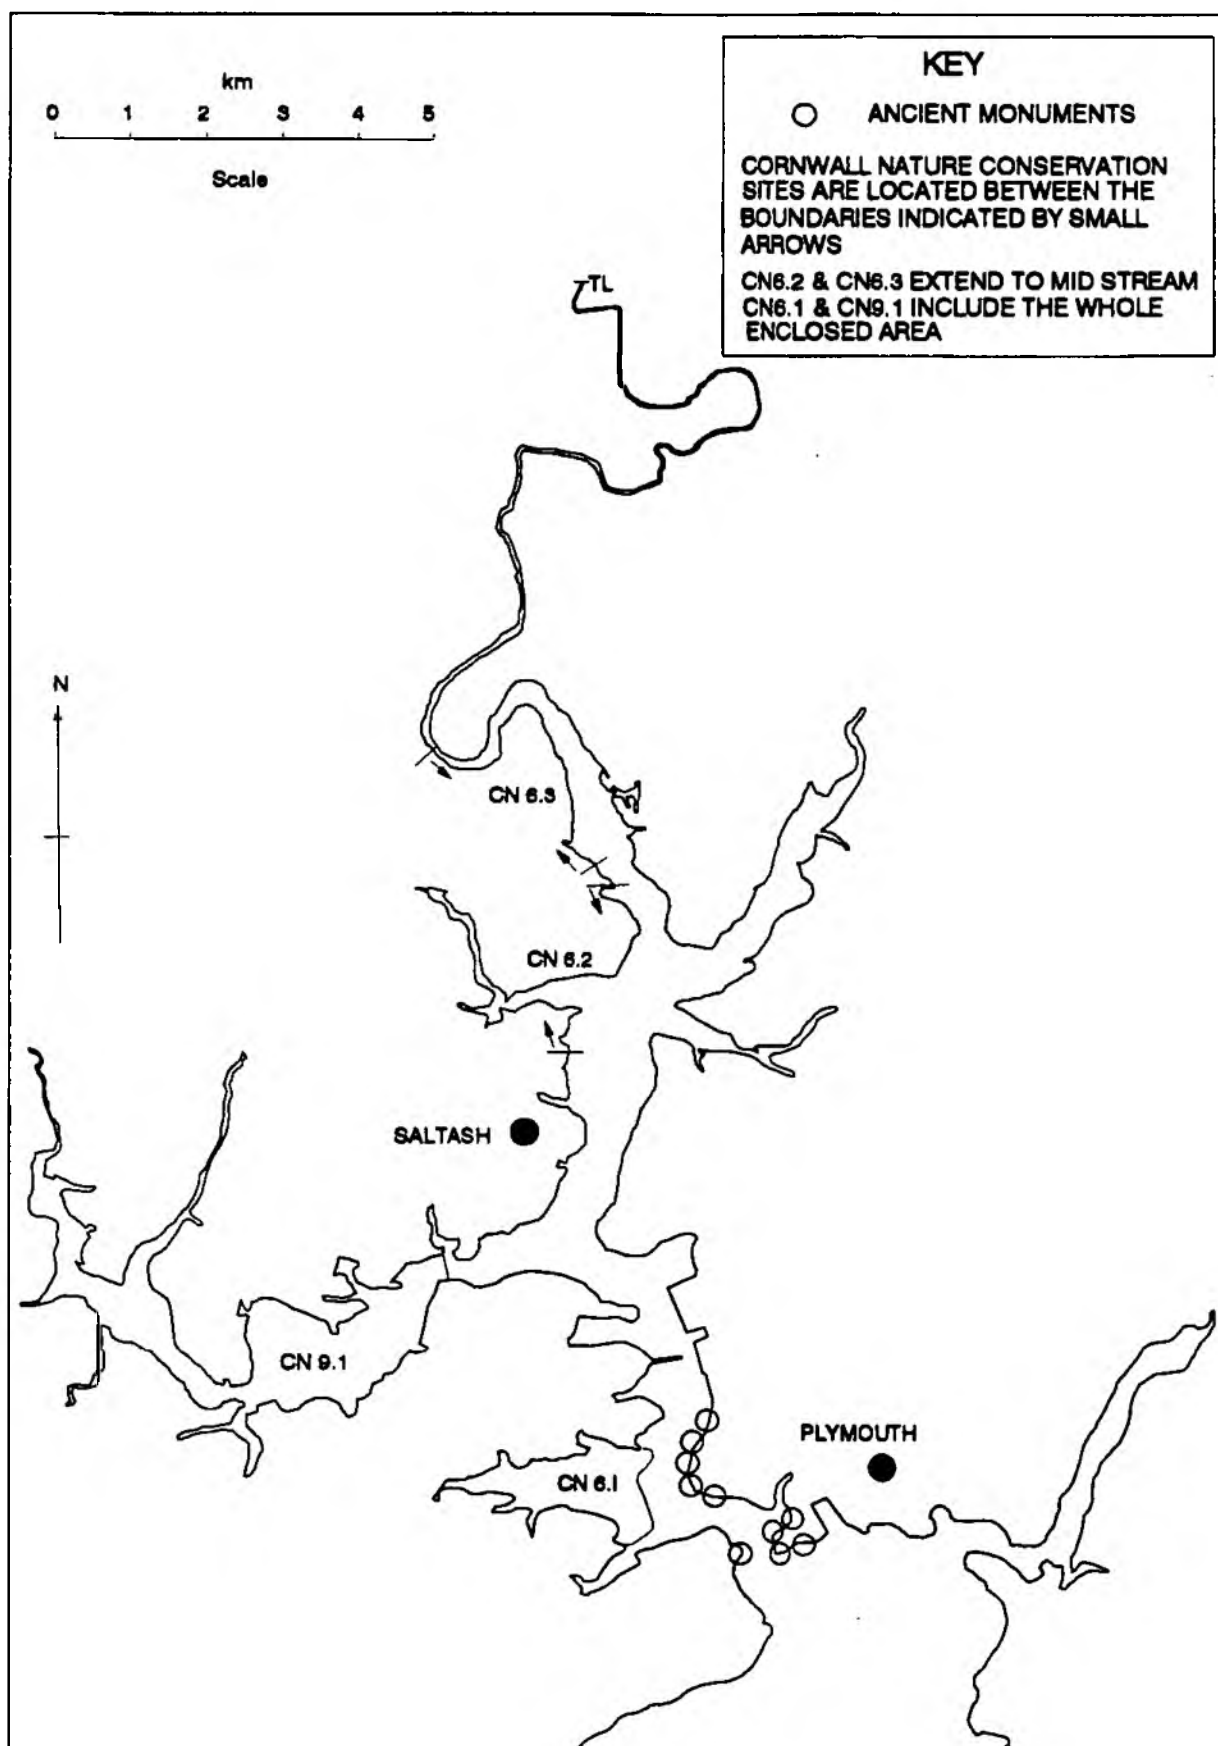 km
0 1 2 3 4 5
Scale
KEY
ANCIENT MONUMENTS
CORNWALL NATURE CONSERVATION
SITES ARE LOCATED BETWEEN THE
BOUNDARIES INDICATED BY SMALL
ARROWS
CN6.2 & CN6.3 EXTEND TO MID STREAM
CN6.1 & CN9.1 INCLUDE THE WHOLE
ENCLOSED AREA
TL
N
CN 6.3
CN 6.2
SALTASH
CN 9.1
PLYMOUTH
CN 6.I